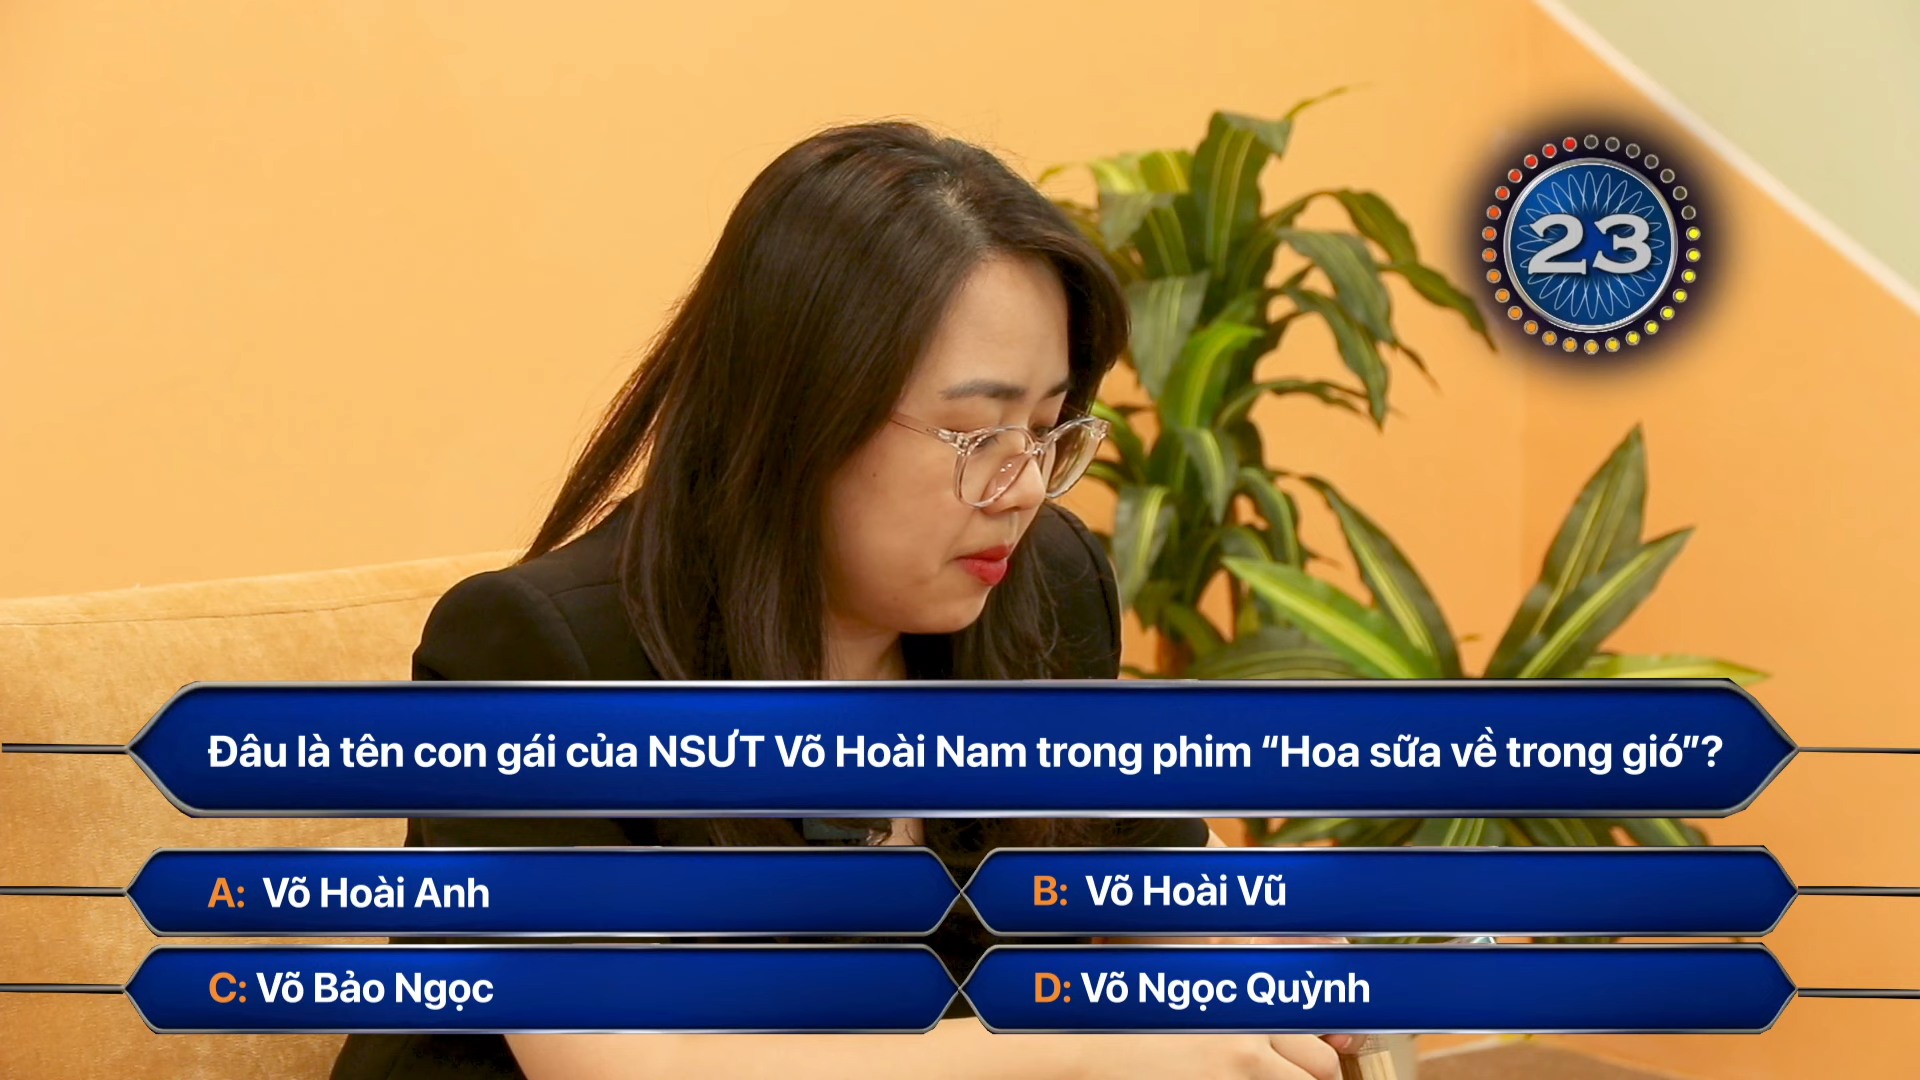 23
Đâu là tên con gái của NSƯT Võ Hoài Nam trong phim “Hoa sữa về trong gió”?
A: Võ Hoài Anh
B: Võ Hoài Vũ
C: Võ Bảo Ngọc
D: Võ Ngọc Quỳnh